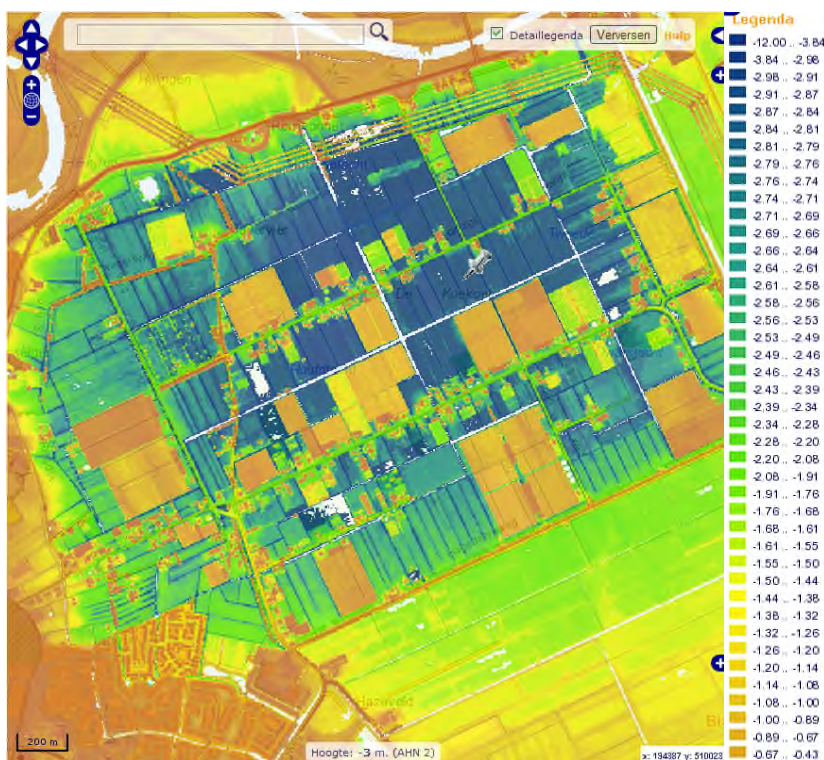 Legenda
Detaillegenda Verversen Hulp
-12.00 .. -3.84
-3.84 .. -2.98
-2.98 .. -2.91
-2.91 .. -2.87
-2.87 .. -2.84
-2.84 .. -2.81
-2.81 .. -2.79
-2.79 .. -2.76
-2.76 .. -2.74
-2.74 .. -2.71
-2.71 .. -2.69
-2.69 .. -2.66
-2.66 .. -2.64
-2.64 .. -2.61
-2.61 .. -2.58
-2.58 .. -2.56
-2.56 .. -2.53
-2.53 .. -2.49
-2.49 .. -2.46
-2.46 .. -2.43
-2.43 .. -2.39
-2.39 .. -2.34
-2.34 .. -2.28
-2.28 .. -2.20
-2.20 .. -2.08
-2.08 .. -1.91
-1.91 .. -1.76
-1.76 .. -1.68
-1.68 .. -1.61
-1.61 .. -1.55
-1.55 .. -1.50
-1.50 .. -1.44
-1.44 .. -1.38
-1.38 .. -1.32
-1.32 .. -1.26
-1.26 .. -1.20
-1.20 .. -1.14
-1.14 .. -1.08
-1.08 .. -1.00
-1.00 .. -0.89
-0.89 .. -0.67
-0.67 .. -0.43
De
Hazeveld
200 m
Hoogte: -3 m. (AHN 2)
x: 194387 y: 510023